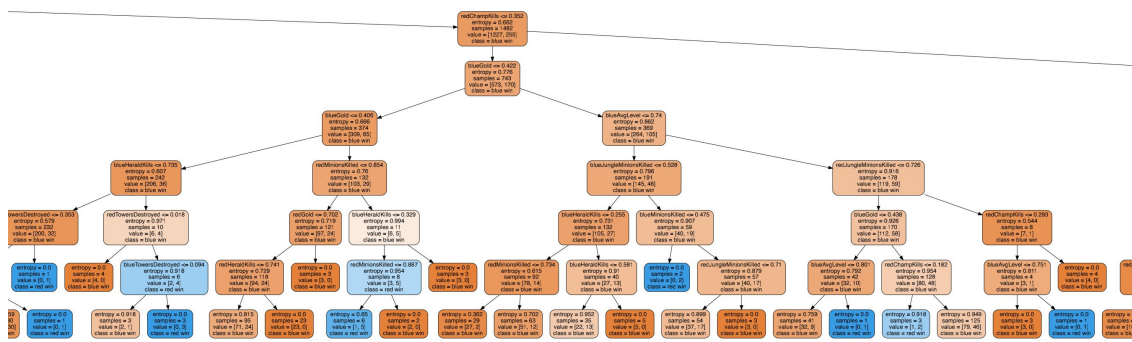 redChampKills <= 0.352
entropy = 0.662
samples = 1482
value = [1227, 255]
class = blue win
blueGold <= 0.422
entropy = 0.776
samples = 743
value = [573, 170]
class = blue win
blueGold <= 0.406
entropy = 0.666
samples = 374
value = [309, 65]
class = blue win
blueAvgLevel <= 0.74
entropy = 0.862
samples = 369
value = [264, 105]
class = blue win
blueHeraldKills <= 0.735
entropy = 0.607
samples = 242
value = [206, 36]
class = blue win
redMinionsKilled <= 0.854
entropy = 0.76
samples = 132
value = [103, 29]
class = blue win
blueJungleMinionsKilled <= 0.528
entropy = 0.796
samples = 191
value = [145, 46]
class = blue win
redJungleMinionsKilled <= 0.726
entropy = 0.916
samples = 178
value = [119, 59]
class = blue win
TowersDestroyed <= 0.353
entropy = 0.579
samples = 232
value = [200, 32]
class = blue win
redTowersDestroyed <= 0.018
entropy = 0.971
samples = 10
value = [6, 4]
class = blue win
redGold <= 0.702
entropy = 0.719
samples = 121
value = [97, 24]
class = blue win
blueHeraldKills <= 0.329
entropy = 0.994
samples = 11
value = [6, 5]
class = blue win
blueHeraldKills <= 0.255
entropy = 0.731
samples = 132
value = [105, 27]
class = blue win
blueMinionsKilled <= 0.475
entropy = 0.907
samples = 59
value = [40, 19]
class = blue win
blueGold <= 0.438
entropy = 0.926
samples = 170
value = [112, 58]
class = blue win
redChampKills <= 0.293
entropy = 0.544
samples = 8
value = [7, 1]
class = blue win
entropy = 0.0
samples = 1
value = [0, 1]
class = red win
entropy = 0.0
samples = 4
value = [4, 0]
class = blue win
blueTowersDestroyed <= 0.094
entropy = 0.918
samples = 6
value = [2, 4]
class = red win
redHeraldKills <= 0.741
entropy = 0.729
samples = 118
value = [94, 24]
class = blue win
entropy = 0.0
samples = 3
value = [3, 0]
class = blue win
redMinionsKilled <= 0.887
entropy = 0.954
samples = 8
value = [3, 5]
class = red win
entropy = 0.0
samples = 3
value = [3, 0]
class = blue win
redMinionsKilled <= 0.734
entropy = 0.615
samples = 92
value = [78, 14]
class = blue win
blueHeraldKills <= 0.581
entropy = 0.91
samples = 40
value = [27, 13]
class = blue win
entropy = 0.0
samples = 2
value = [0, 2]
class = red win
redJungleMinionsKilled <= 0.71
entropy = 0.879
samples = 57
value = [40, 17]
class = blue win
blueAvgLevel <= 0.801
entropy = 0.792
samples = 42
value = [32, 10]
class = blue win
redChampKills <= 0.182
entropy = 0.954
samples = 128
value = [80, 48]
class = blue win
blueAvgLevel <= 0.751
entropy = 0.811
samples = 4
value = [3, 1]
class = blue win
entropy = 0.0
samples = 4
value = [4, 0]
class = blue win
entropy = 0.0
samples = 1
value = [0, 1]
class = red win
entropy = 0.918
samples = 3
value = [2, 1]
class = blue win
entropy = 0.0
samples = 3
value = [0, 3]
class = red win
entropy = 0.815
samples = 95
value = [71, 24]
class = blue win
entropy = 0.0
samples = 23
value = [23, 0]
class = blue win
entropy = 0.65
samples = 6
value = [1, 5]
class = red win
entropy = 0.0
samples = 2
value = [2, 0]
class = blue win
entropy = 0.362
samples = 29
value = [27, 2]
class = blue win
entropy = 0.702
samples = 63
value = [51, 12]
class = blue win
entropy = 0.952
samples = 35
value = [22, 13]
class = blue win
entropy = 0.0
samples = 5
value = [5, 0]
class = blue win
entropy = 0.899
samples = 54
value = [37, 17]
class = blue win
entropy = 0.0
samples = 3
value = [3, 0]
class = blue win
entropy = 0.759
samples = 41
value = [32, 9]
class = blue win
entropy = 0.0
samples = 1
value = [0, 1]
class = red win
entropy = 0.918
samples = 3
value = [1, 2]
class = red win
entropy = 0.949
samples = 125
value = [79, 46]
class = blue win
entropy = 0.0
samples = 3
value = [3, 0]
class = blue win
entropy = 0.0
samples = 1
value = [0, 1]
class = red win